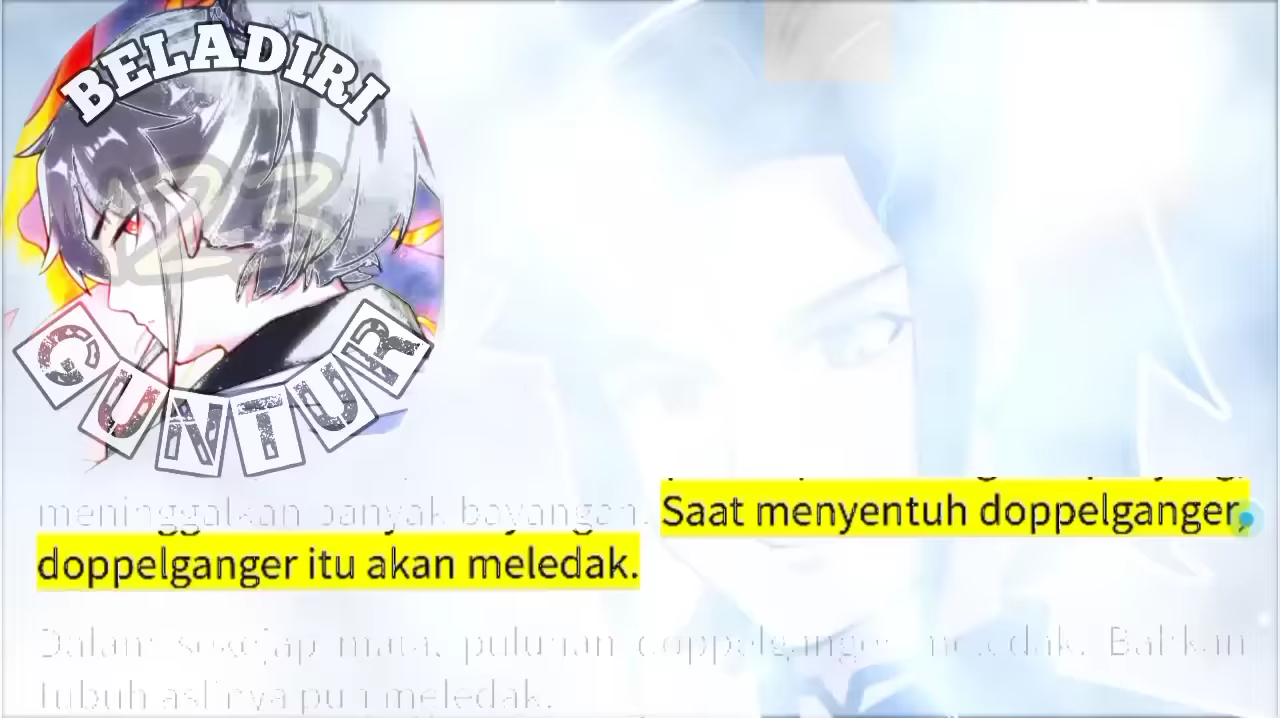 BELADIRI
123
GUNTUR
meninggalkan banyak bayangan. Saat menyentuh doppelganger,
doppelganger itu akan meledak.
Dalam sekejap mata, puluhan doppelganger meledak. Bahkan
tubuh aslinya pun meledak.